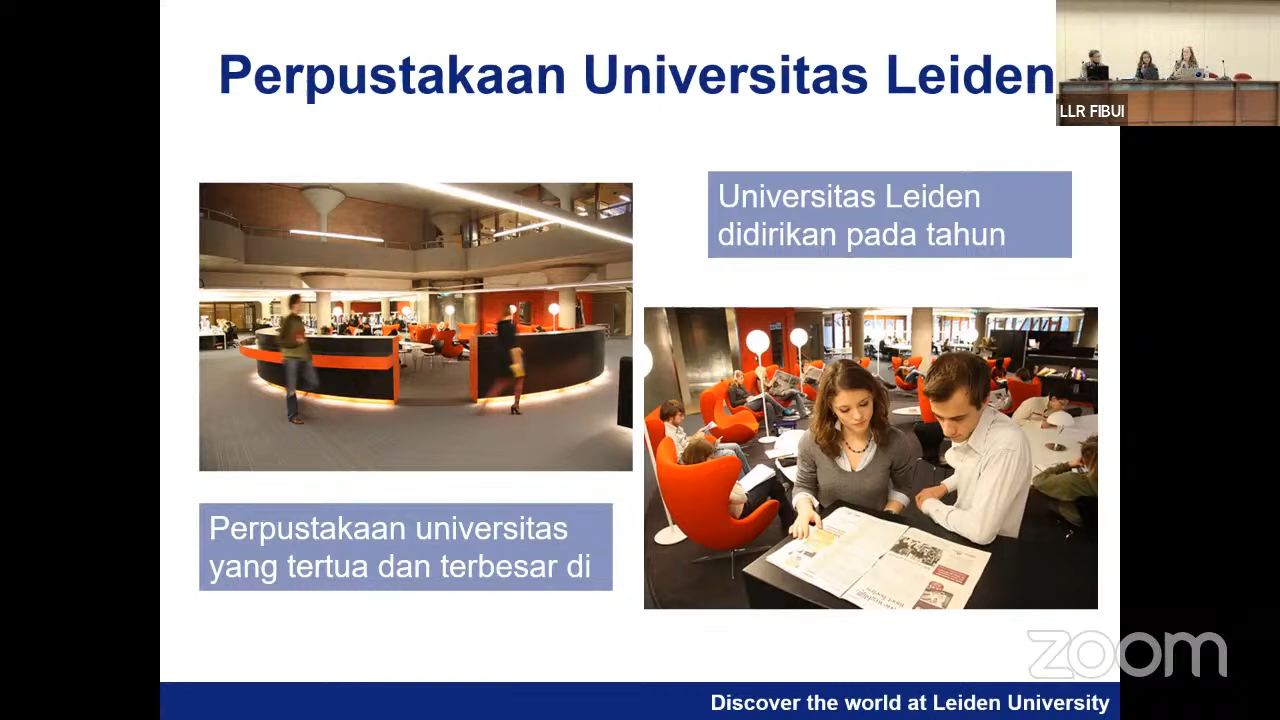 Perpustakaan Universitas Leiden
LLR FIBUI
Universitas Leiden
didirikan pada tahun
Perpustakaan universitas
yang tertua dan terbesar di
zoom
Discover the world at Leiden University